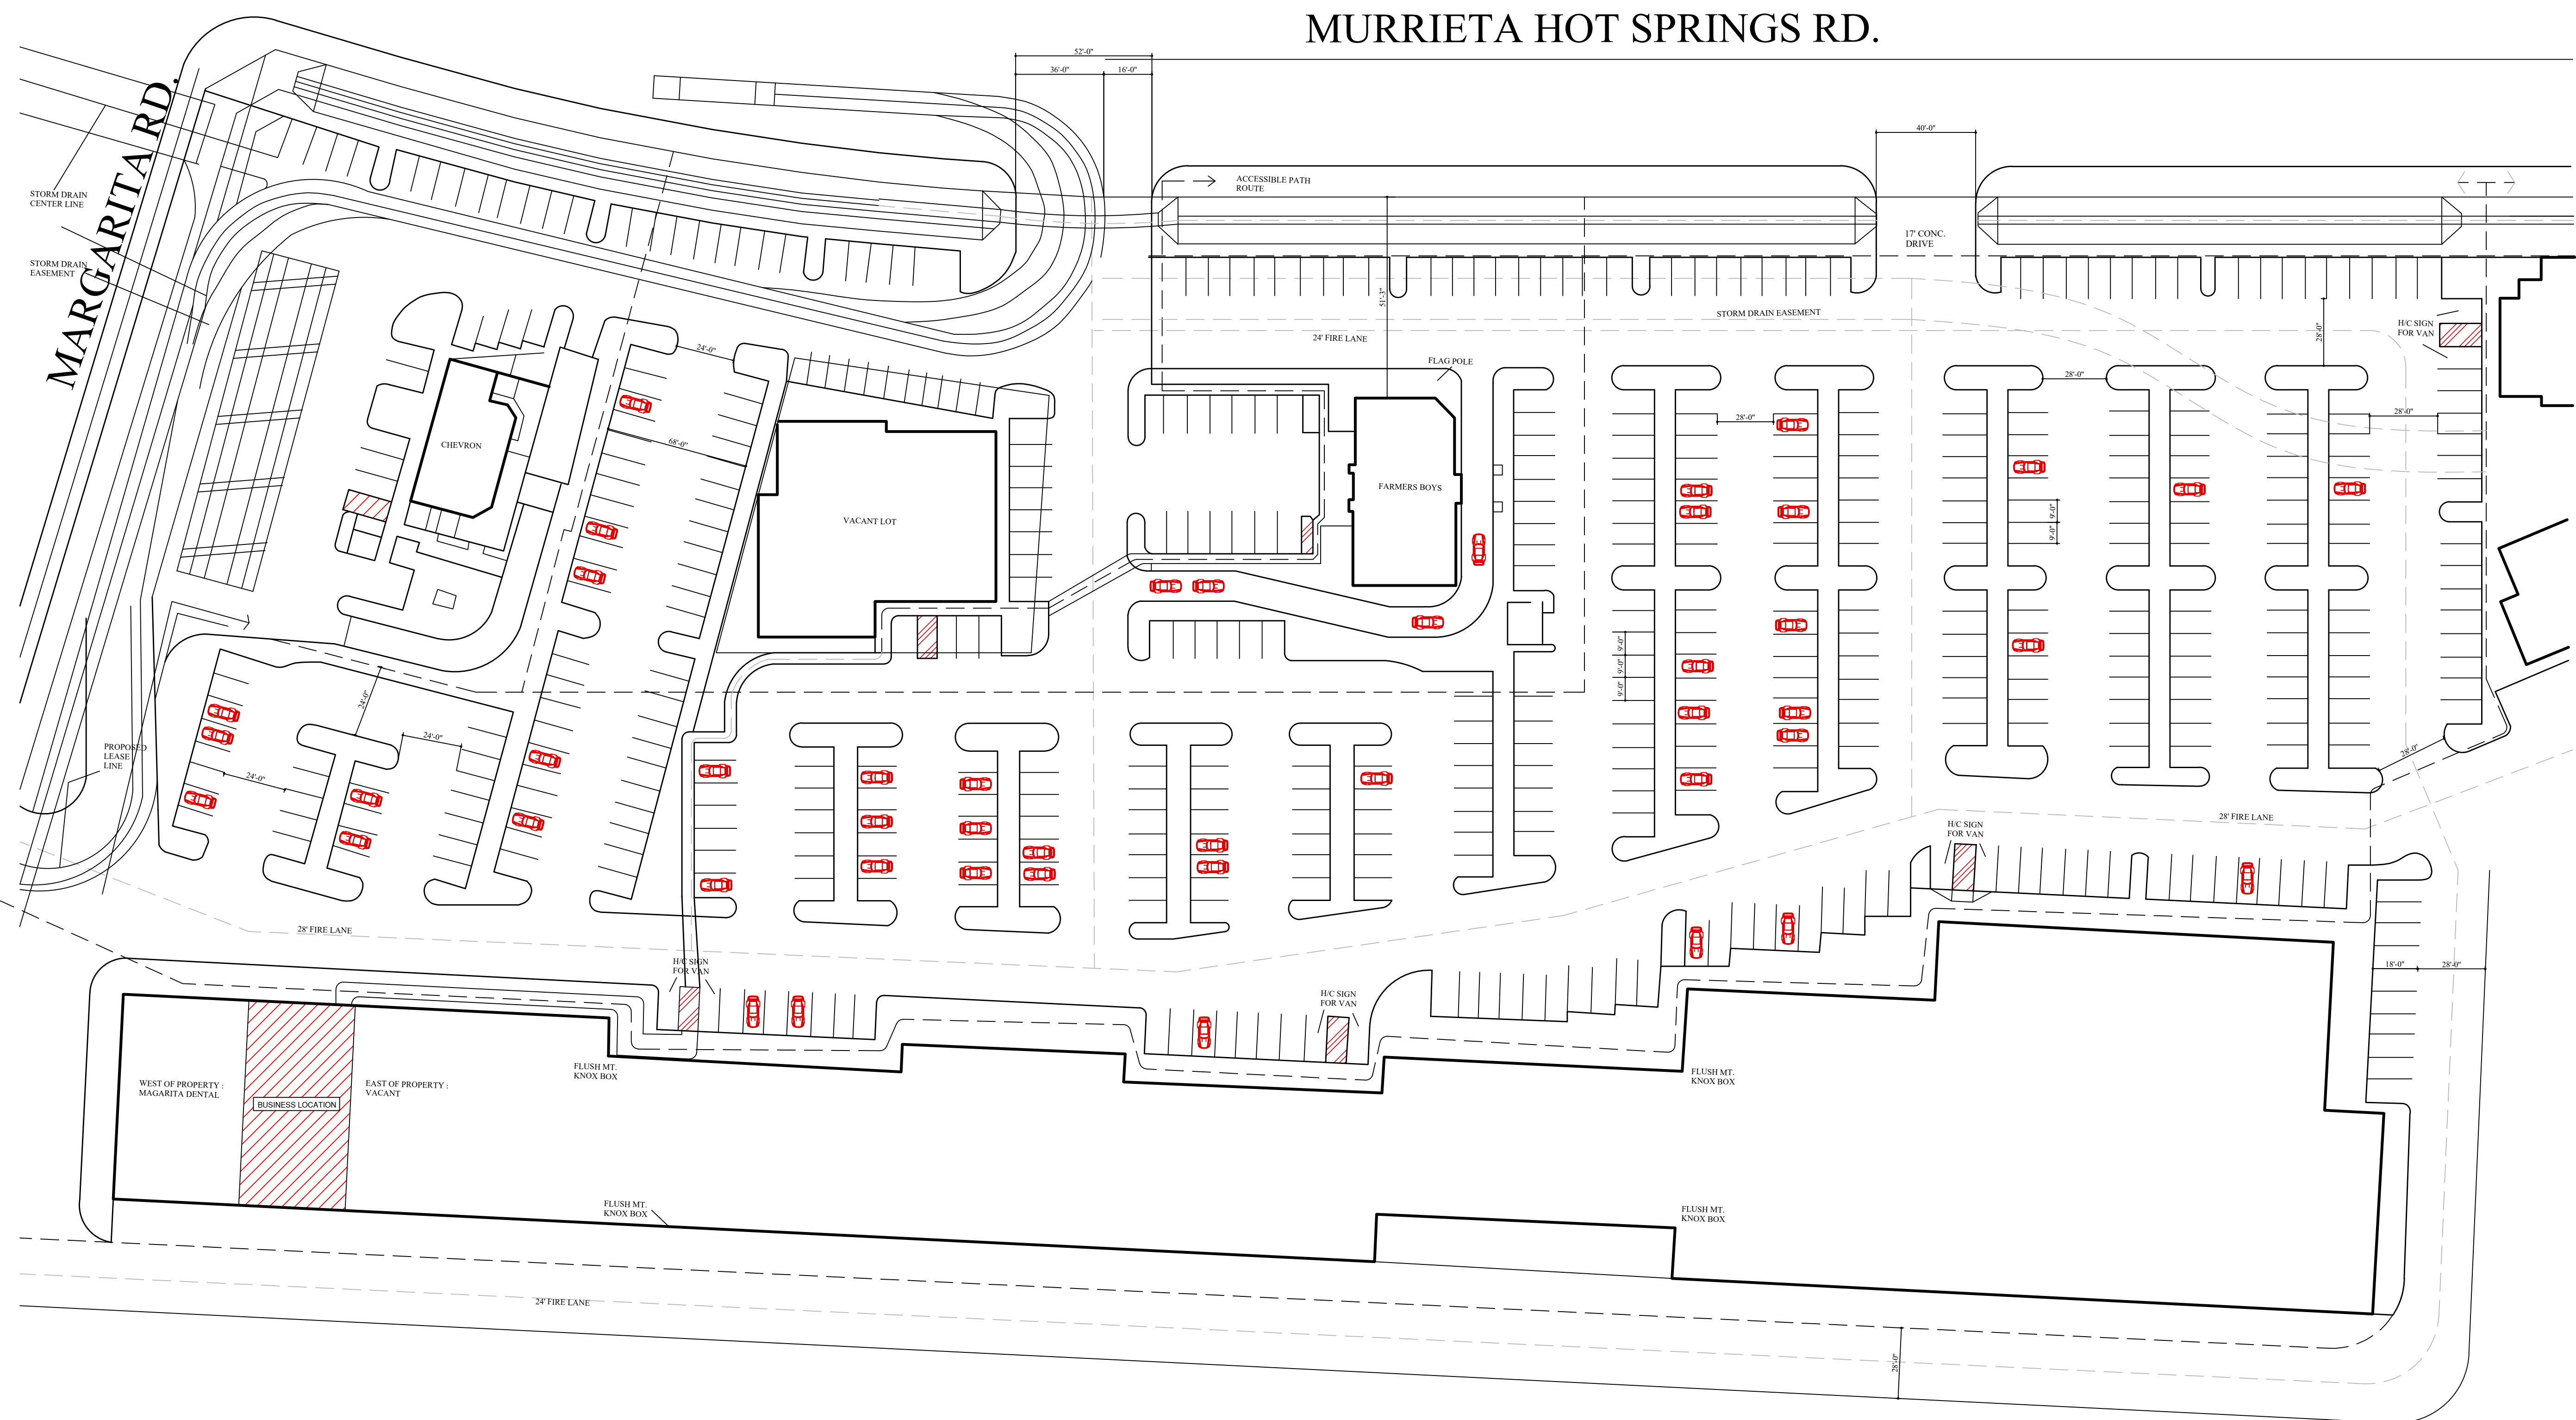 MURRIETA HOT SPRINGS RD.
MARGARITA RD.
52'-0"
36'-0"
16'-0"
40'-0"
STORM DRAIN
CENTER LINE
STORM DRAIN
EASEMENT
ACCESSIBLE PATH
ROUTE
17' CONC.
DRIVE
51'-3"
STORM DRAIN EASEMENT
24' FIRE LANE
28'-0"
H/C SIGN
FOR VAN
FLAG POLE
24'-0"
68'-0"
28'-0"
28'-0"
28'-0"
CHEVRON
VACANT LOT
FARMERS BOYS
9'-0"
9'-0"
9'-0"
9'-0"
9'-0"
24'-0"
24'-0"
24'-0"
28'-0"
PROPOSED
LEASE
LINE
28' FIRE LANE
H/C SIGN
FOR VAN
28' FIRE LANE
H/C SIGN
FOR VAN
18'-0"
28'-0"
H/C SIGN
FOR VAN
FLUSH MT.
KNOX BOX
FLUSH MT.
KNOX BOX
WEST OF PROPERTY :
MAGARITA DENTAL
BUSINESS LOCATION
EAST OF PROPERTY :
VACANT
FLUSH MT.
KNOX BOX
FLUSH MT.
KNOX BOX
24' FIRE LANE
28'-0"